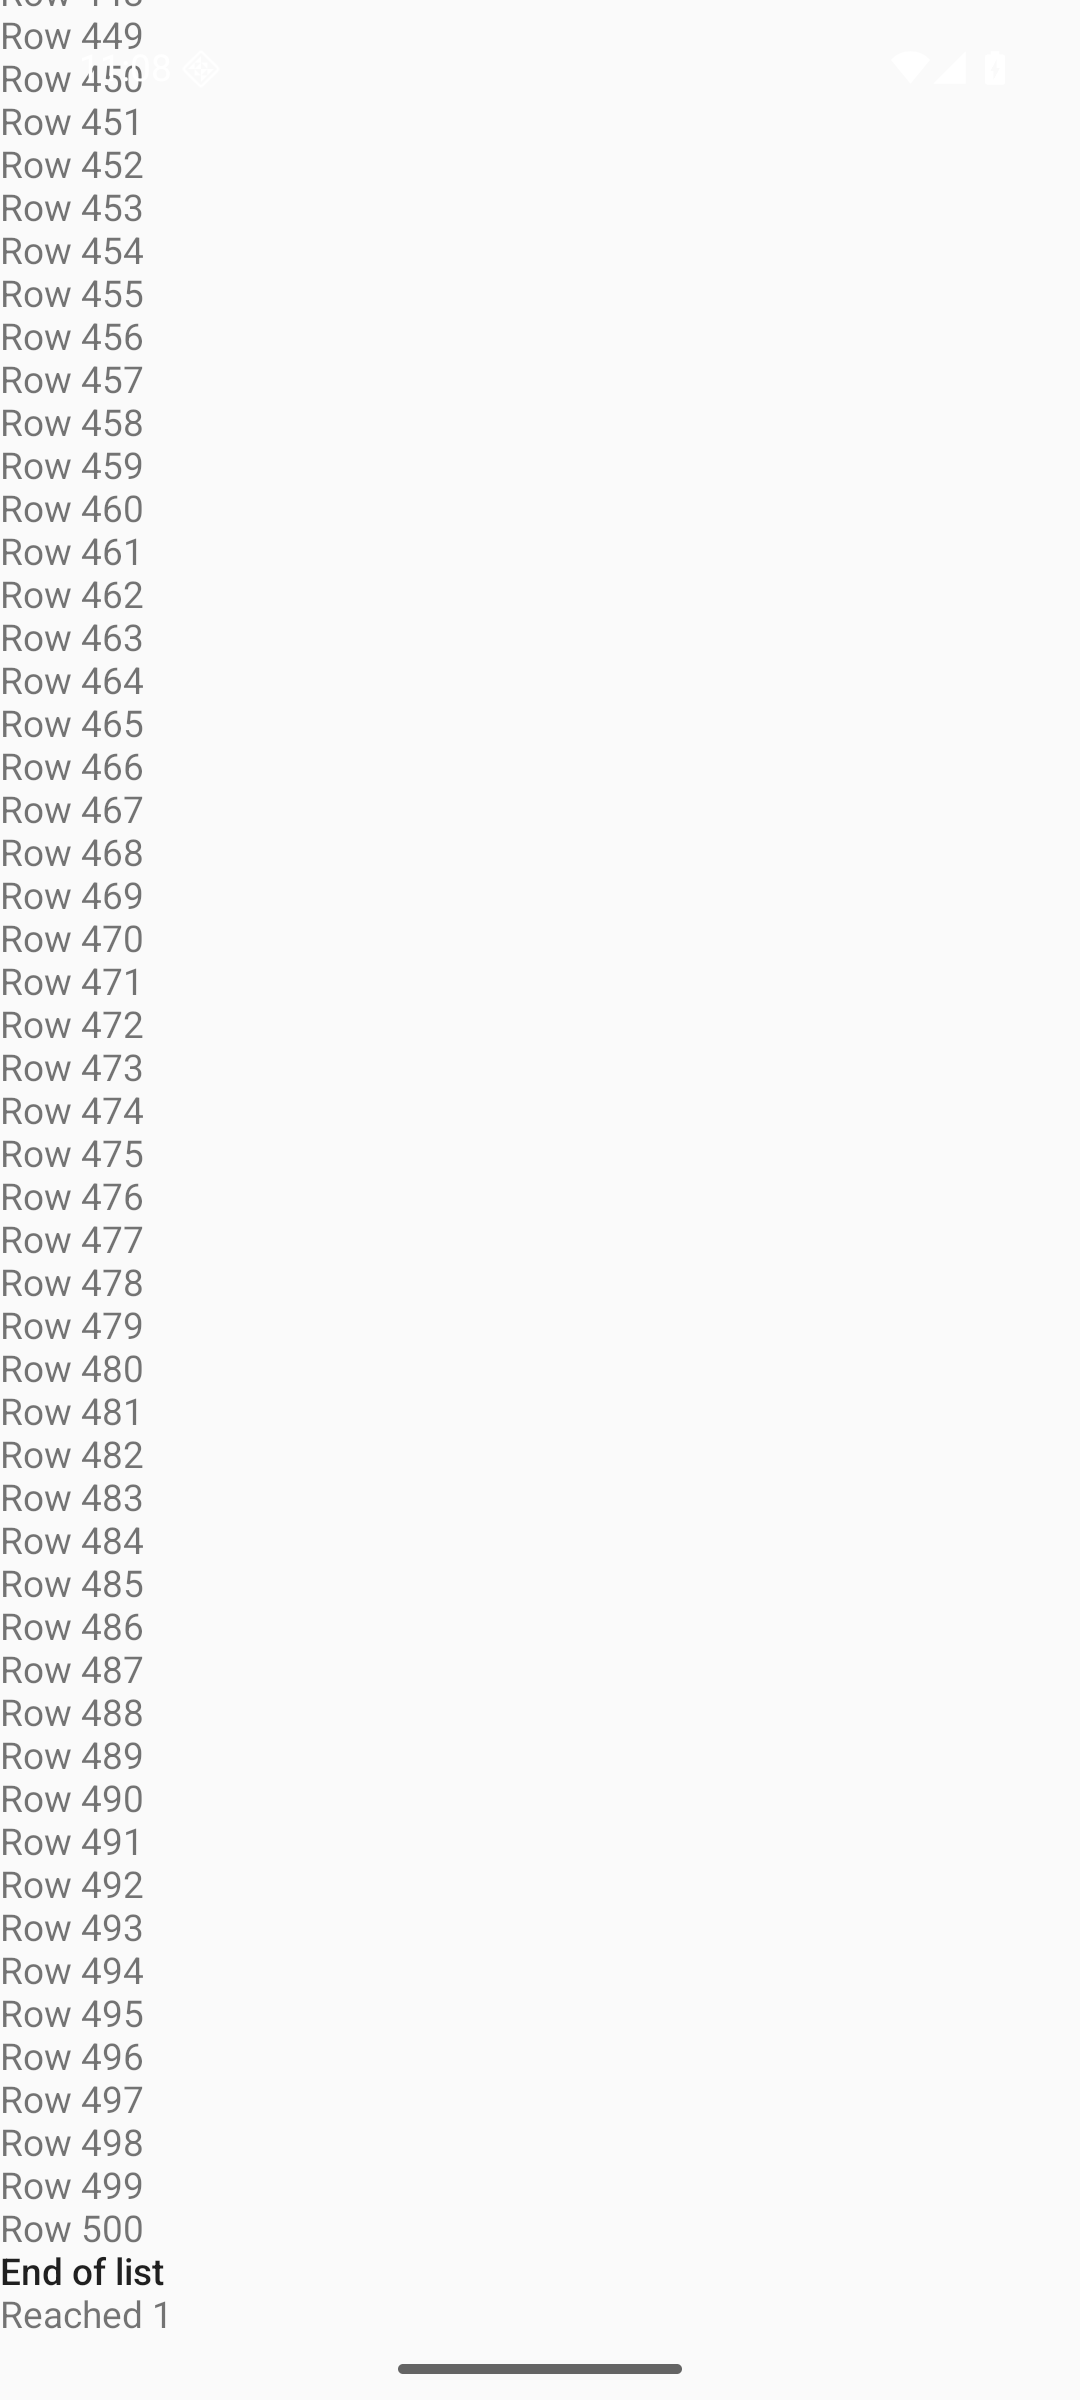 Row 449
Row 450
Row 451
Row 452
Row 453
Row 454
Row 455
Row 456
Row 457
Row 458
Row 459
Row 460
Row 461
Row 462
Row 463
Row 464
Row 465
Row 466
Row 467
Row 468
Row 469
Row 470
Row 471
Row 472
Row 473
Row 474
Row 475
Row 476
Row 477
Row 478
Row 479
Row 480
Row 481
Row 482
Row 483
Row 484
Row 485
Row 486
Row 487
Row 488
Row 489
Row 490
Row 491
Row 492
Row 493
Row 494
Row 495
Row 496
Row 497
Row 498
Row 499
Row 500
End of list
Reached 1